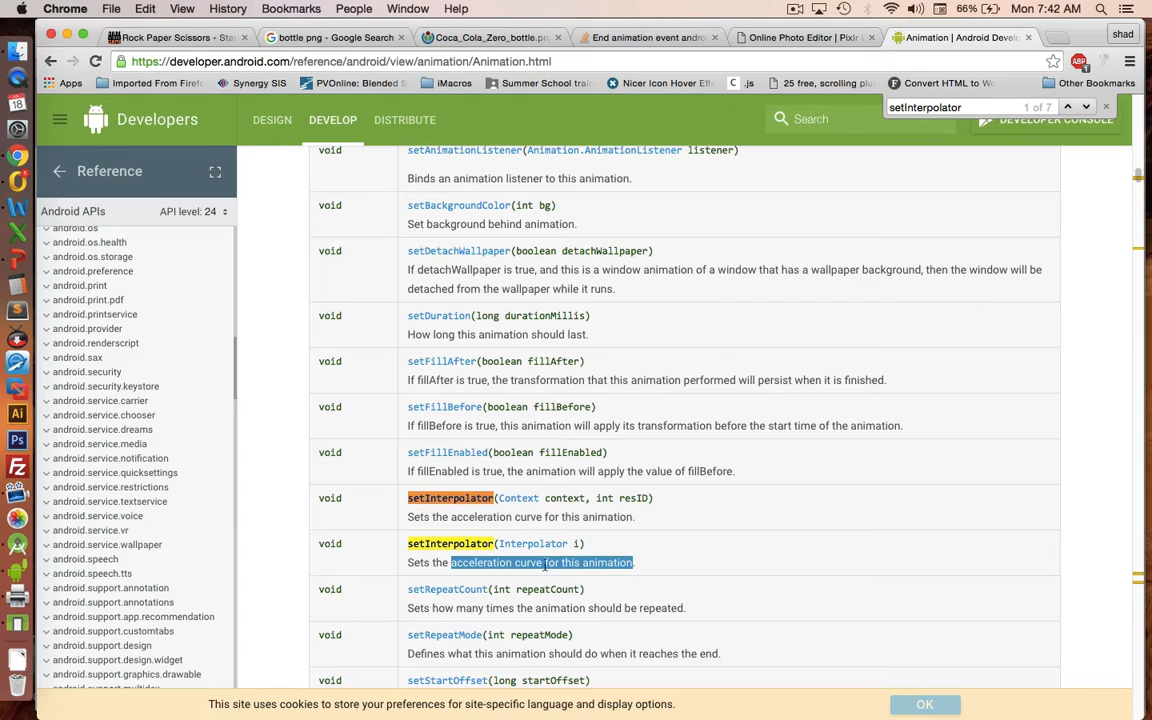 Chrome File Edit View History Bookmarks People Window Help 66% Mon 7:42 AM
Rock Paper Scissors - Stat bottle png - Google Search Coca_Cola_Zero_bottle.pn End animation event andro Online Photo Editor | Pixlr Animation | Android Devel shad
https://developer.android.com/reference/android/view/animation/Animation.html
Apps Imported From Firef Synergy SIS PVOnline: Blended iMacros Summer School train Nicer Icon Hover Effe .js 25 free, scrolling plu Convert HTML to Wo Other Bookmarks
setInterpolator 1 of 7
Developers DESIGN DEVELOP DISTRIBUTE Search DEVELOPER CONSOLE
Reference
Android APIs API level: 24
android.os
android.os.health
android.os.storage
android.preference
android.print
android.print.pdf
android.printservice
android.provider
android.renderscript
android.sax
android.security
android.security.keystore
android.service.carrier
android.service.chooser
android.service.dreams
android.service.media
android.service.notification
android.service.quicksettings
android.service.restrictions
android.service.textservice
android.service.voice
android.service.vr
android.service.wallpaper
android.speech
android.speech.tts
android.support.annotation
android.support.annotations
android.support.app.recommendation
android.support.customtabs
android.support.design
android.support.design.widget
android.support.graphics.drawable
void setAnimationListener(Animation.AnimationListener listener)
Binds an animation listener to this animation.
void setBackgroundColor(int bg)
Set background behind animation.
void setDetachWallpaper(boolean detachWallpaper)
If detachWallpaper is true, and this is a window animation of a window that has a wallpaper background, then the window will be
detached from the wallpaper while it runs.
void setDuration(long durationMillis)
How long this animation should last.
void setFillAfter(boolean fillAfter)
If fillAfter is true, the transformation that this animation performed will persist when it is finished.
void setFillBefore(boolean fillBefore)
If fillBefore is true, this animation will apply its transformation before the start time of the animation.
void setFillEnabled(boolean fillEnabled)
If fillEnabled is true, the animation will apply the value of fillBefore.
void setInterpolator(Context context, int resID)
Sets the acceleration curve for this animation.
void setInterpolator(Interpolator i)
Sets the acceleration curve for this animation.
void setRepeatCount(int repeatCount)
Sets how many times the animation should be repeated.
void setRepeatMode(int repeatMode)
Defines what this animation should do when it reaches the end.
void setStartOffset(long startOffset)
This site uses cookies to store your preferences for site-specific language and display options. OK